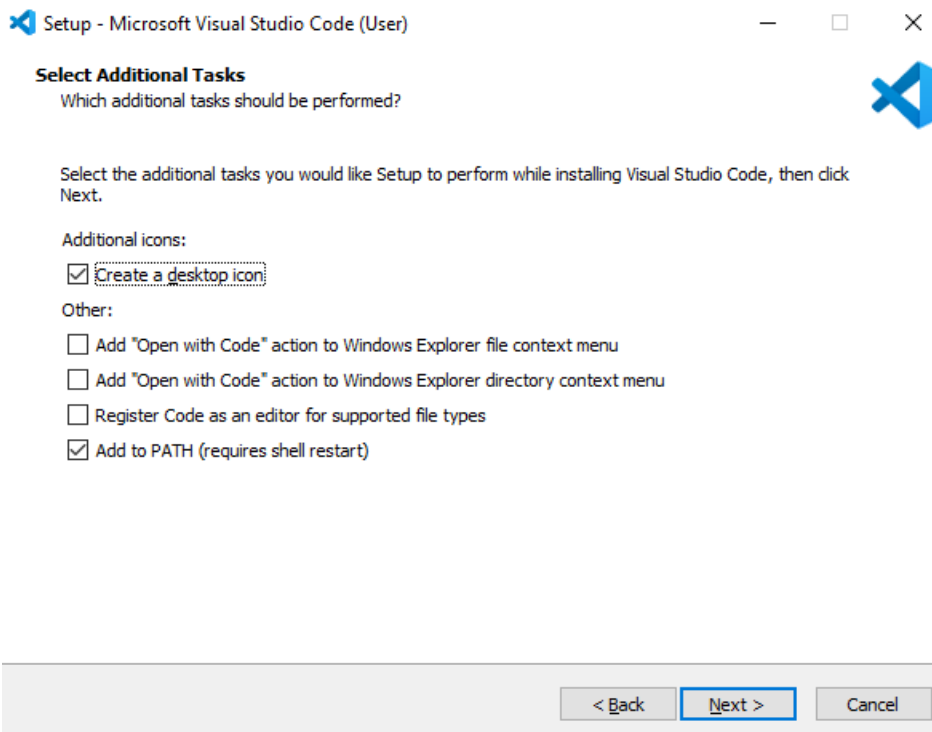 Setup - Microsoft Visual Studio Code (User)
Select Additional Tasks
Which additional tasks should be performed?
Select the additional tasks you would like Setup to perform while installing Visual Studio Code, then click
Next.
Additional icons:
Create a desktop icon
Other:
Add "Open with Code" action to Windows Explorer file context menu
Add "Open with Code" action to Windows Explorer directory context menu
Register Code as an editor for supported file types
Add to PATH (requires shell restart)
< Back Next > Cancel